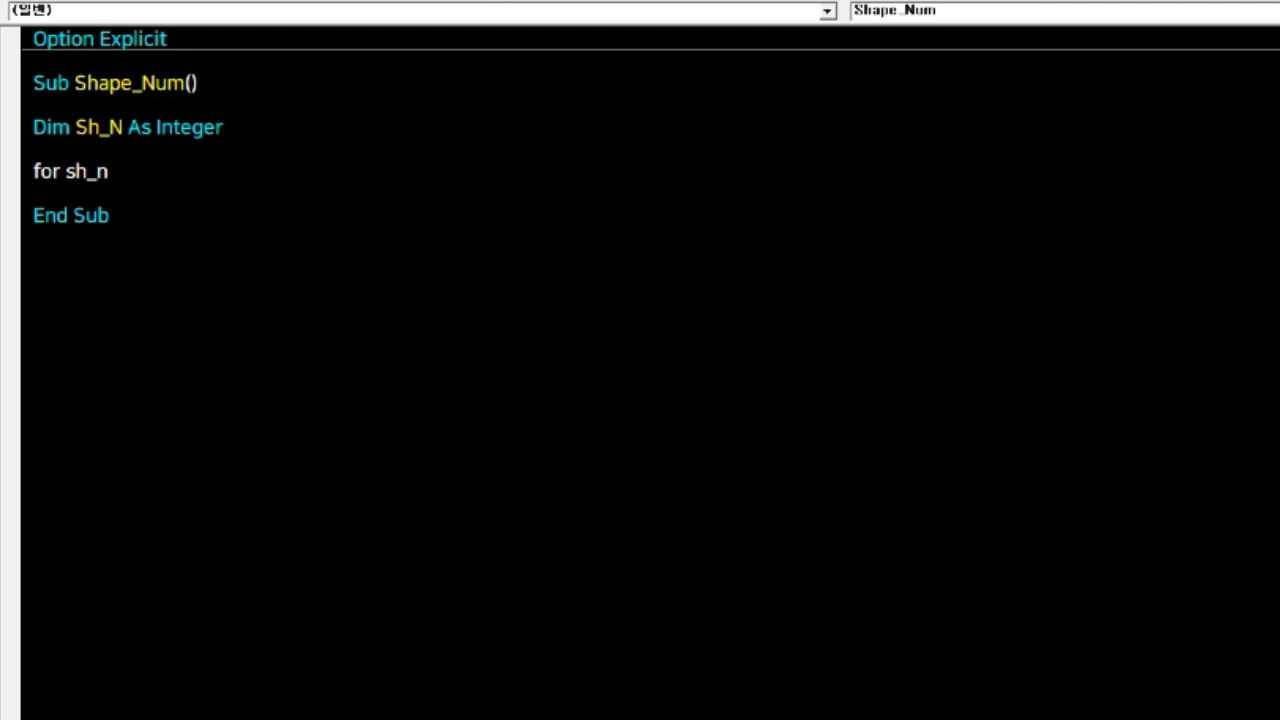 Shape_Num
Option Explicit
Sub Shape_Num()
Dim Sh_N As Integer
for sh_n
End Sub